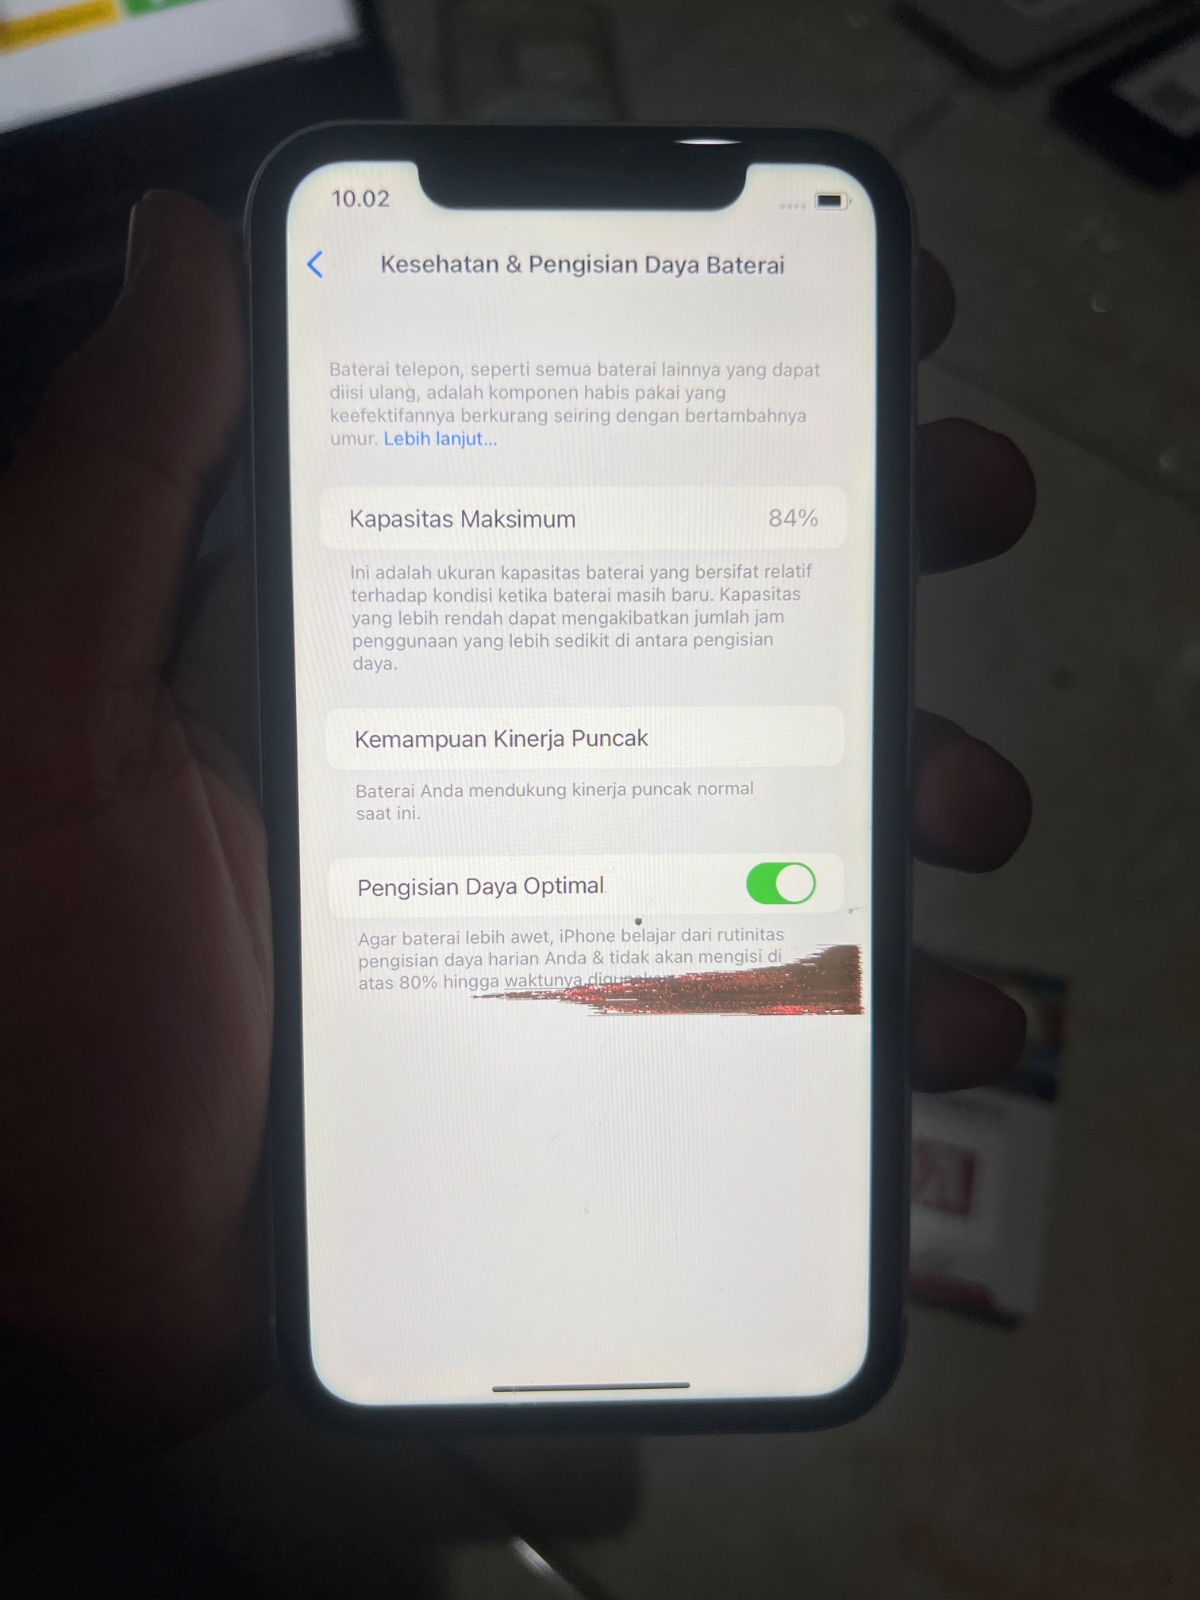 10.02
Kesehatan & Pengisian Daya Baterai
Baterai telepon, seperti semua baterai lainnya yang dapat
diisi ulang, adalah komponen habis pakai yang
keefektifannya berkurang seiring dengan bertambahnya
umur. Lebih lanjut...
Kapasitas Maksimum 84%
Ini adalah ukuran kapasitas baterai yang bersifat relatif
terhadap kondisi ketika baterai masih baru. Kapasitas
yang lebih rendah dapat mengakibatkan jumlah jam
penggunaan yang lebih sedikit di antara pengisian
daya.
Kemampuan Kinerja Puncak
Baterai Anda mendukung kinerja puncak normal
saat ini.
Pengisian Daya Optimal
Agar baterai lebih awet, iPhone belajar dari rutinitas
pengisian daya harian Anda & tidak akan mengisi di
atas 80% hingga waktunya